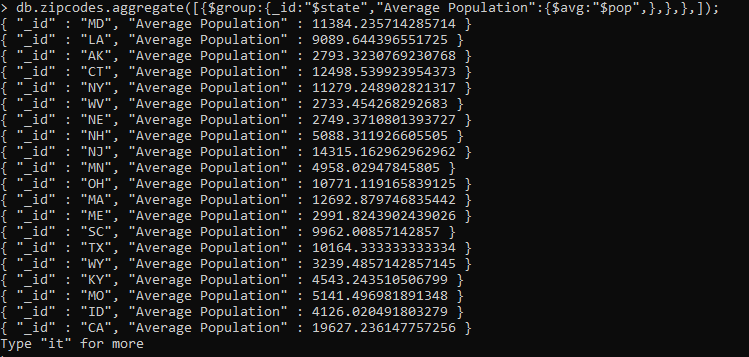 > db.zipcodes.aggregate([{$group:{_id:"$state","Average Population":{$avg:"$pop",},},},]);
{ "_id" : "MD", "Average Population" : 11384.235714285714 }
{ "_id" : "LA", "Average Population" : 9089.644396551725 }
{ "_id" : "AK", "Average Population" : 2793.3230769230768 }
{ "_id" : "CT", "Average Population" : 12498.539923954373 }
{ "_id" : "NY", "Average Population" : 11279.248902821317 }
{ "_id" : "WV", "Average Population" : 2733.454268292683 }
{ "_id" : "NE", "Average Population" : 2749.3710801393727 }
{ "_id" : "NH", "Average Population" : 5088.311926605505 }
{ "_id" : "NJ", "Average Population" : 14315.162962962962 }
{ "_id" : "MN", "Average Population" : 4958.02947845805 }
{ "_id" : "OH", "Average Population" : 10771.119165839125 }
{ "_id" : "MA", "Average Population" : 12692.879746835442 }
{ "_id" : "ME", "Average Population" : 2991.8243902439026 }
{ "_id" : "SC", "Average Population" : 9962.00857142857 }
{ "_id" : "TX", "Average Population" : 10164.333333333334 }
{ "_id" : "WY", "Average Population" : 3239.4857142857145 }
{ "_id" : "KY", "Average Population" : 4543.243510506799 }
{ "_id" : "MO", "Average Population" : 5141.496981891348 }
{ "_id" : "ID", "Average Population" : 4126.020491803279 }
{ "_id" : "CA", "Average Population" : 19627.236147757256 }
Type "it" for more